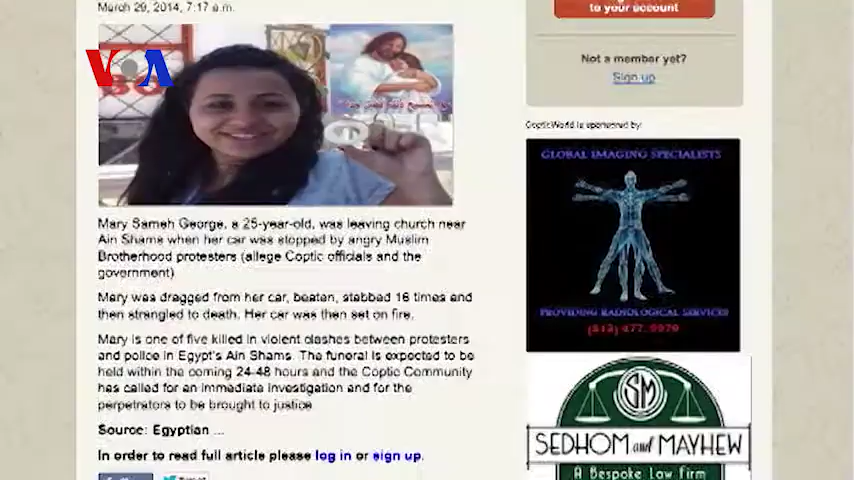 March 29, 2014, 7:17 a.m.
VOA
Mary Sameh George, a 25-year-old, was leaving church near
Ain Shams when her car was stopped by angry Muslim
Brotherhood protesters (allege Coptic officials and the
government)
Mary was dragged from her car, beaten, stabbed 16 times and
then strangled to death. Her car was then set on fire.
Mary is one of five killed in violent clashes between protesters
and police in Egypt's Ain Shams. The funeral is expected to be
held within the coming 24-48 hours and the Coptic Community
has called for an immediate investigation and for the
perpetrators to be brought to justice
Source: Egyptian ...
In order to read full article please log in or sign up.
to your account
Not a member yet?
Sign up
CopticWorld is sponsored by:
GLOBAL IMAGING SPECIALISTS
PROVIDING RADIOLOGICAL SERVICES
SM
SEDHOM and MAYHEW
A Bespoke Law Firm